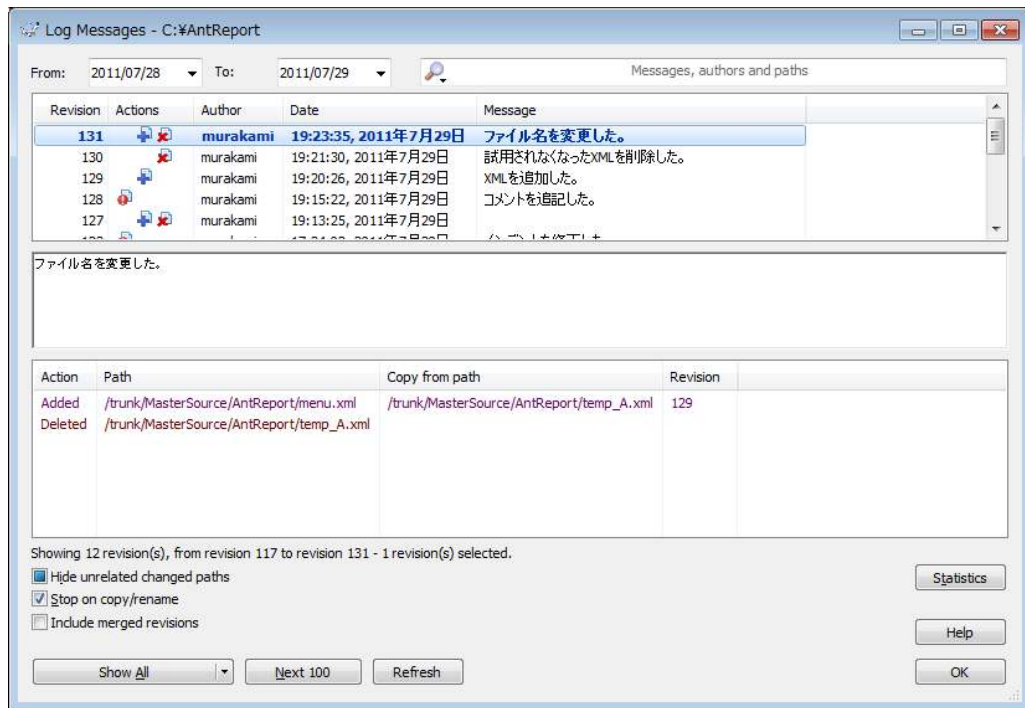 Log Messages - C:¥AntReport
From: 2011/07/28 To: 2011/07/29 Messages, authors and paths
Revision Actions Author Date Message
131 murakami 19:23:35, 2011年7月29日 ファイル名を変更した。
130 murakami 19:21:30, 2011年7月29日 試用されなくなったXMLを削除した。
129 murakami 19:20:26, 2011年7月29日 XMLを追加した。
128 murakami 19:15:22, 2011年7月29日 コメントを追記した。
127 murakami 19:13:25, 2011年7月29日
ファイル名を変更した。
Action Path Copy from path Revision
Added /trunk/MasterSource/AntReport/menu.xml /trunk/MasterSource/AntReport/temp_A.xml 129
Deleted /trunk/MasterSource/AntReport/temp_A.xml
Showing 12 revision(s), from revision 117 to revision 131 - 1 revision(s) selected.
Hide unrelated changed paths
Statistics
Stop on copy/rename
Include merged revisions
Help
Show All Next 100 Refresh OK